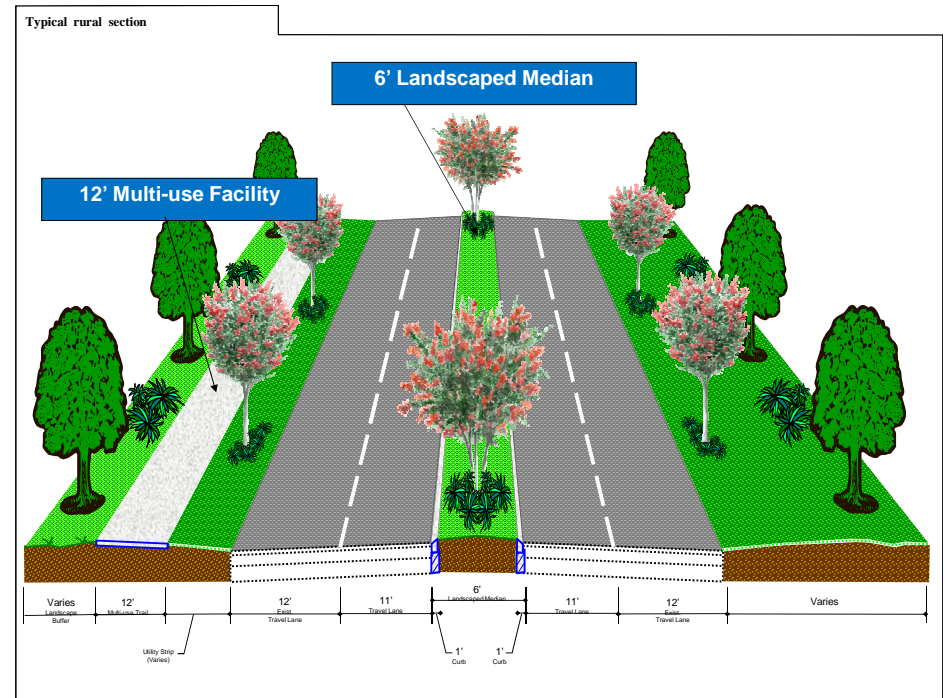 Typical rural section
6’ Landscaped Median
12’ Multi-use Facility
Varies
Landscape
Buffer
12’
Multi-use Trail
Utility Strip
(Varies)
12’
Exist.
Travel Lane
11’
Travel Lane
6’
Landscaped Median
1’
Curb
1’
Curb
11’
Travel Lane
12’
Exist.
Travel Lane
Varies